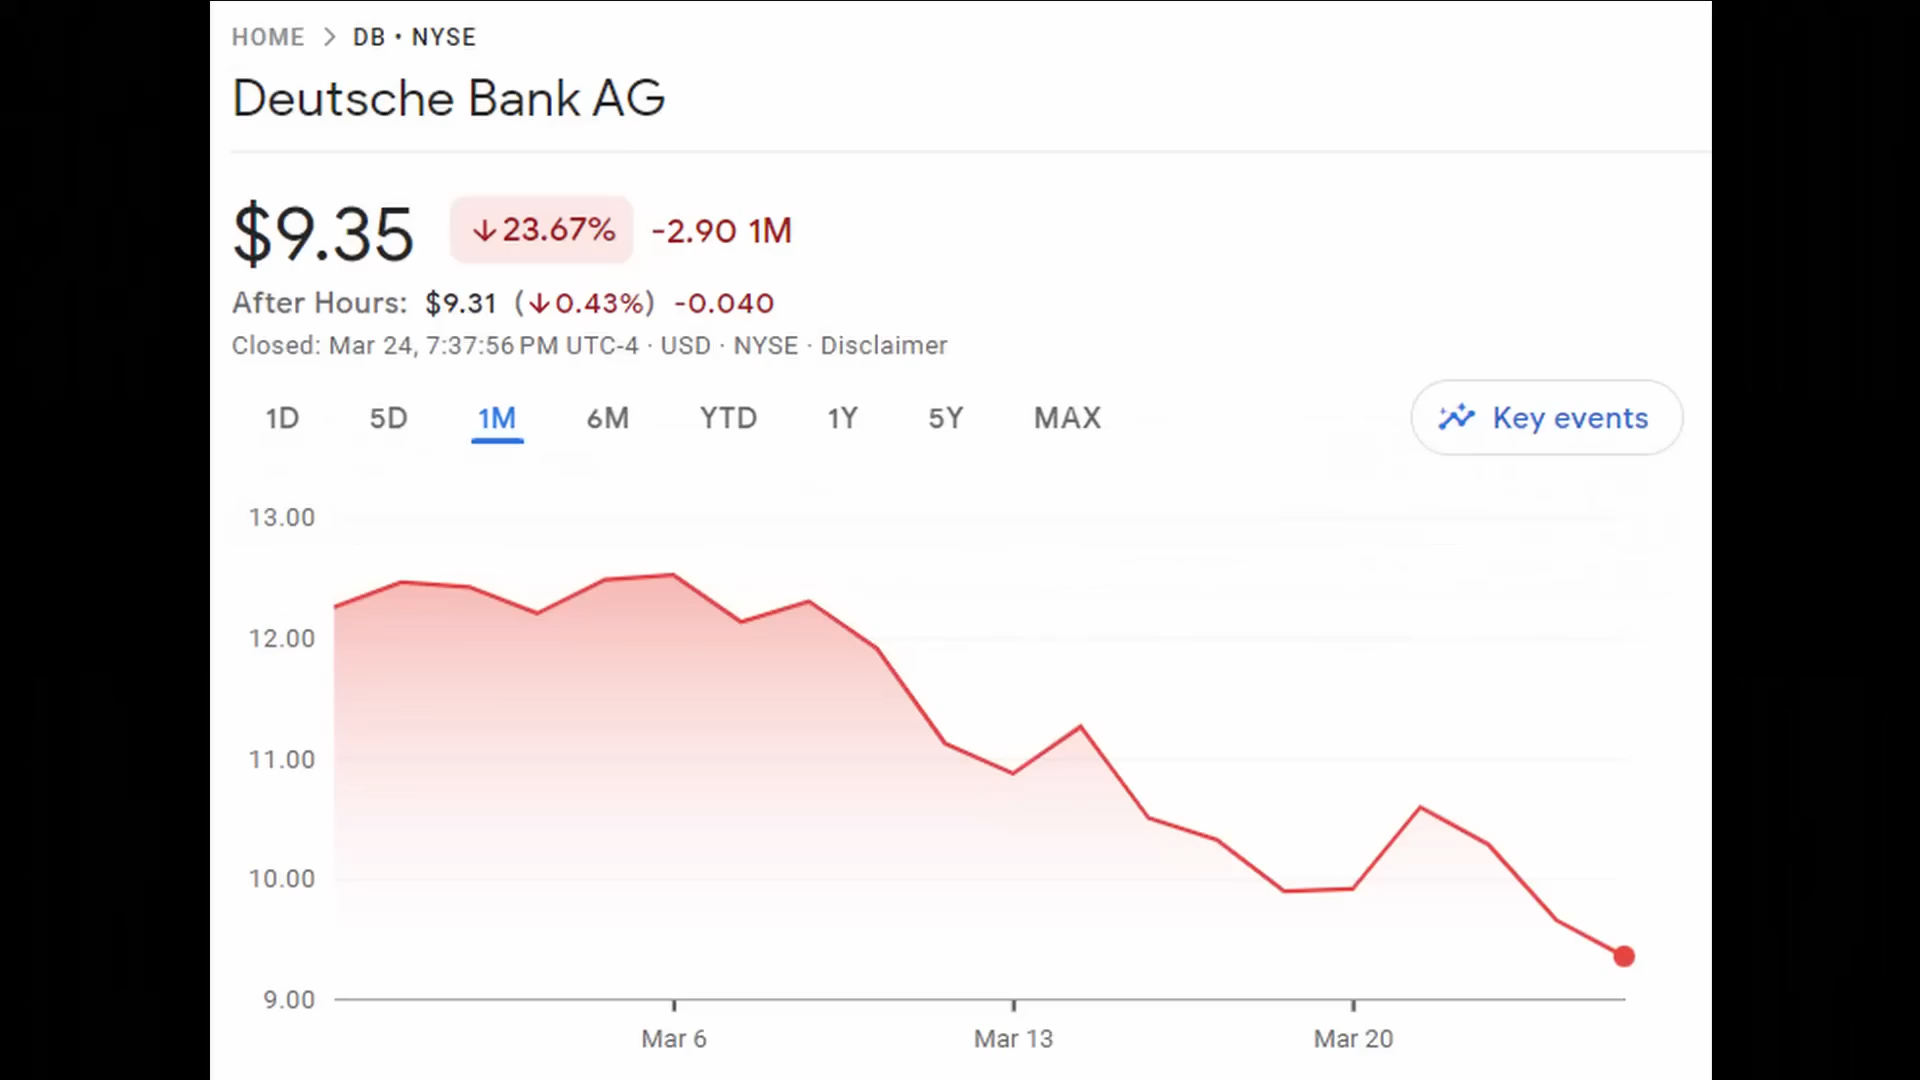 HOME > DB • NYSE
Deutsche Bank AG
$9.35 ↓23.67% -2.90 1M
After Hours: $9.31 (↓0.43%) -0.040
Closed: Mar 24, 7:37:56 PM UTC-4 · USD · NYSE · Disclaimer
1D 5D 1M 6M YTD 1Y 5Y MAX Key events
13.00
12.00
11.00
10.00
9.00
Mar 6 Mar 13 Mar 20